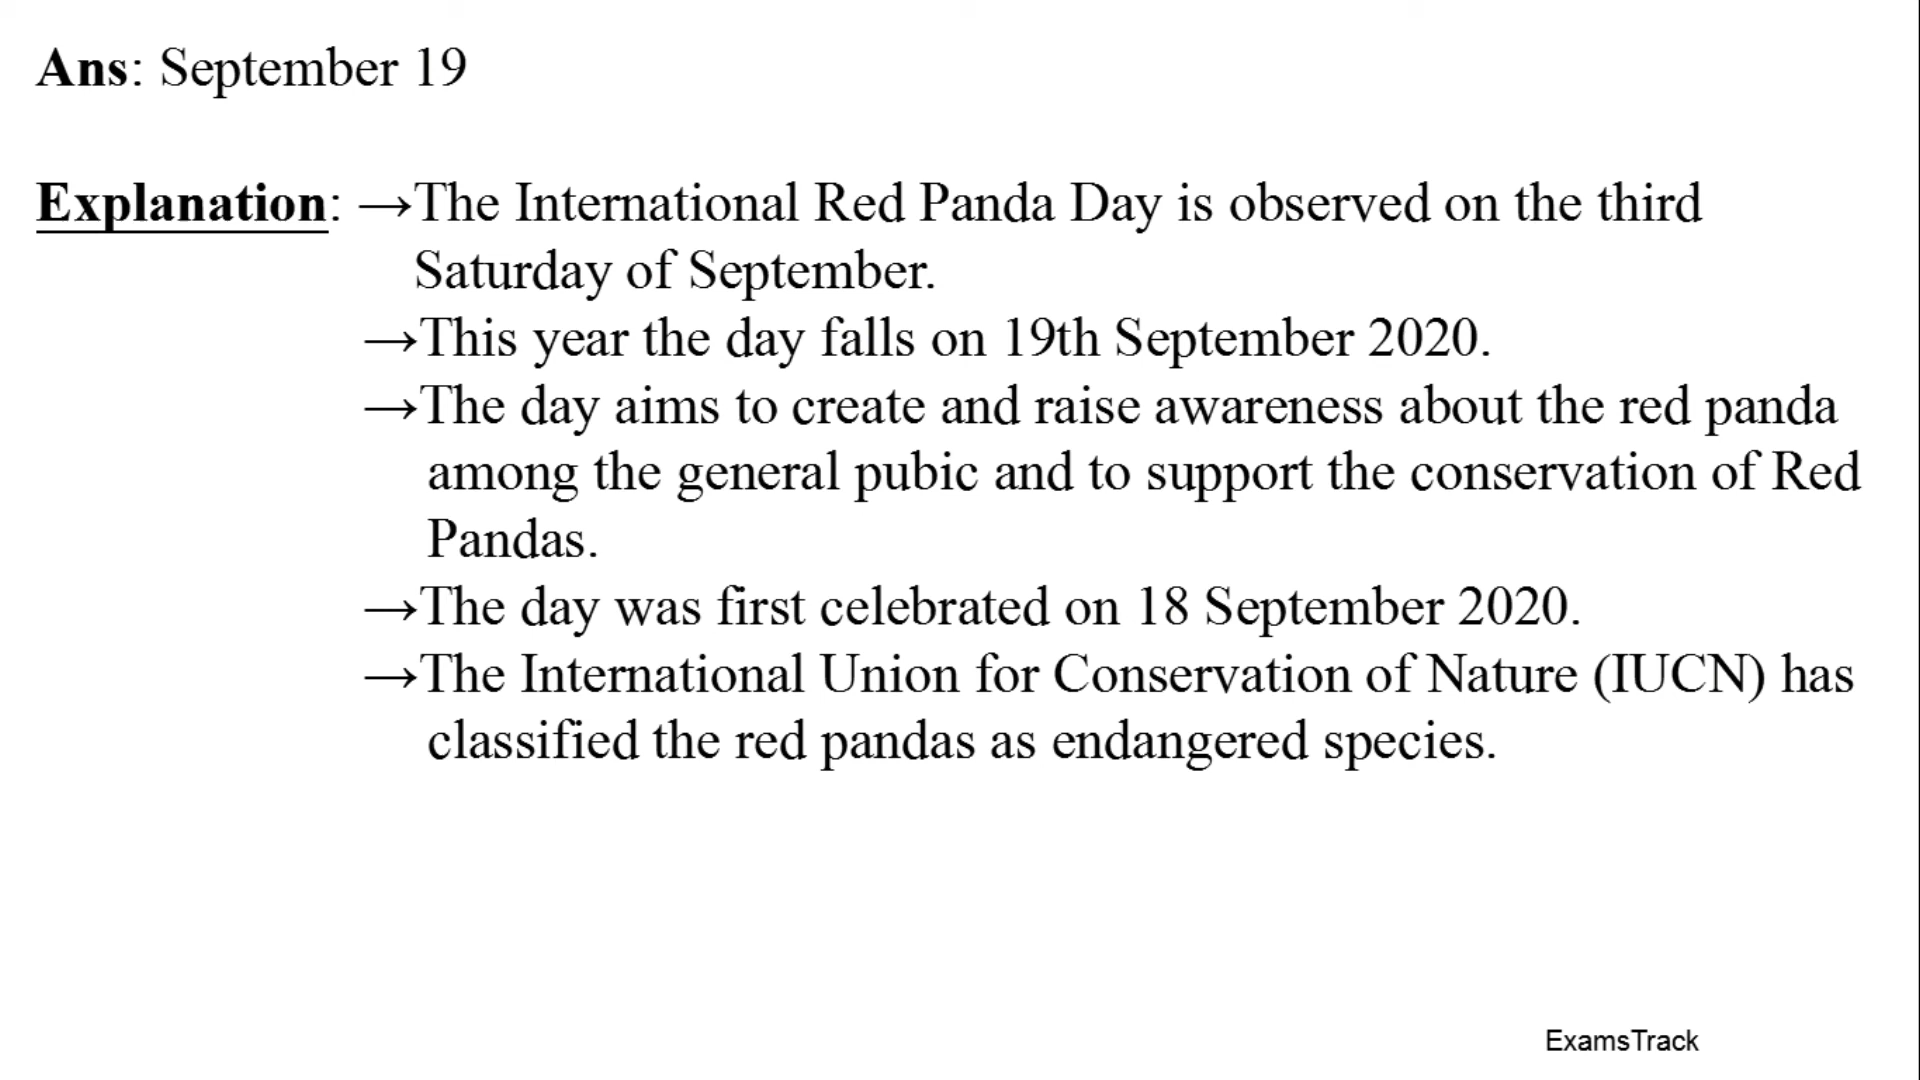 Ans: September 19
Explanation: →The International Red Panda Day is observed on the third
Saturday of September.
→This year the day falls on 19th September 2020.
→The day aims to create and raise awareness about the red panda
among the general pubic and to support the conservation of Red
Pandas.
→The day was first celebrated on 18 September 2020.
→The International Union for Conservation of Nature (IUCN) has
classified the red pandas as endangered species.
ExamsTrack